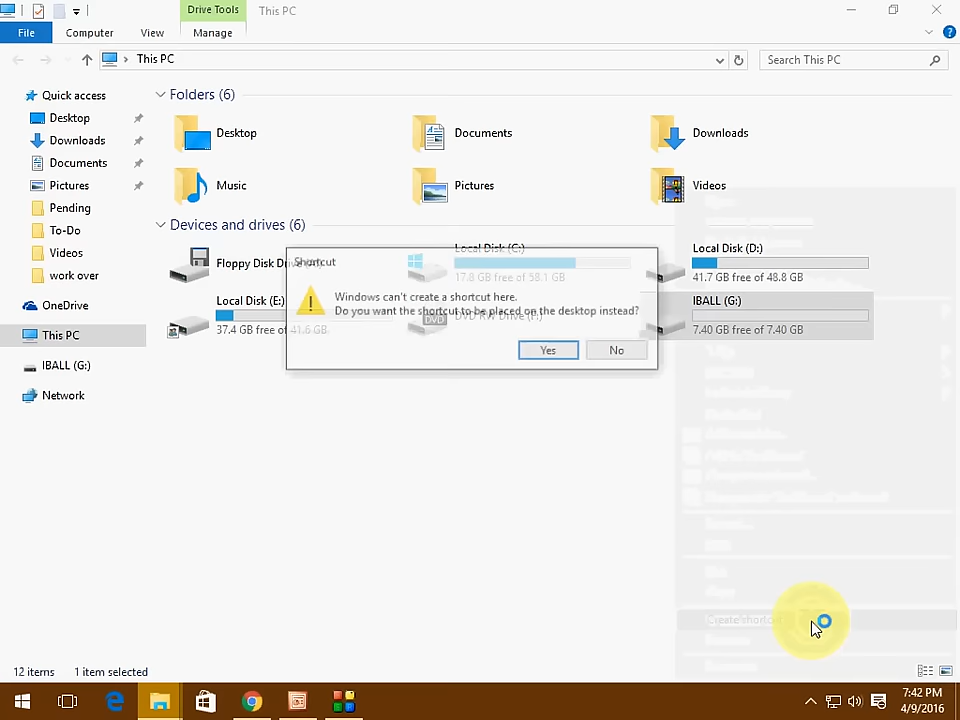 Drive Tools
This PC
File
Computer
View
Manage
This PC
Search This PC
Quick access
Desktop
Downloads
Documents
Pictures
Pending
To-Do
Videos
work over
OneDrive
This PC
IBALL (G:)
Network
Folders (6)
Desktop
Documents
Downloads
Music
Pictures
Videos
Devices and drives (6)
Floppy Disk
Local Disk (C:)
17.8 GB free of 58.1 GB
Local Disk (D:)
41.7 GB free of 48.8 GB
Local Disk (E:)
37.4 GB free of 41.6 GB
DVD RW Drive (F:)
IBALL (G:)
7.40 GB free of 7.40 GB
Shortcut
Windows can't create a shortcut here.
Do you want the shortcut to be placed on the desktop instead?
Yes
No
Create shortcut
12 items
1 item selected
7:42 PM
4/9/2016